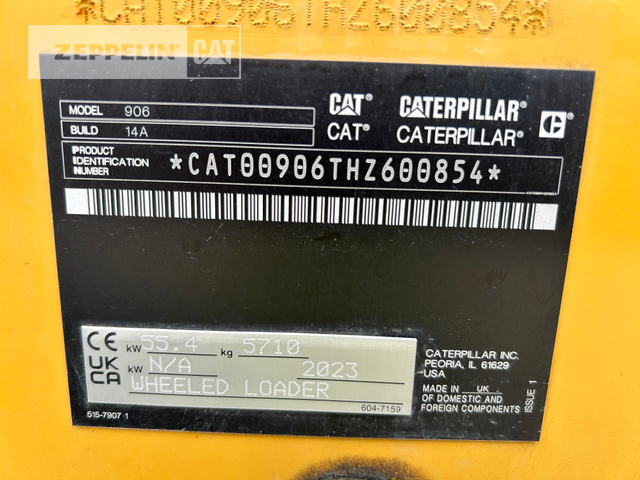 *CAT00906THZ600854*
ZEPPELIN
CAT
MODEL 906
BUILD 14A
CAT® CATERPILLAR®
CAT® CATERPILLAR® C®
PRODUCT
IDENTIFICATION
NUMBER
*CAT00906THZ600854*
CE kW 55.4 kg 5710
UK kW N/A 2023
CA WHEELED LOADER
515-7907 1
604-7159
CATERPILLAR INC.
PEORIA, IL 61629
USA
MADE IN UK
OF DOMESTIC AND
FOREIGN COMPONENTS
ISSUE 1